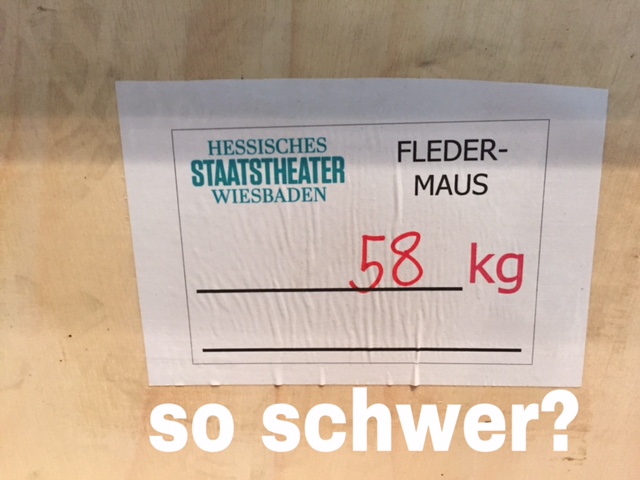 HESSISCHES
STAATSTHEATER
WIESBADEN
FLEDER-
MAUS
58 kg
so schwer?